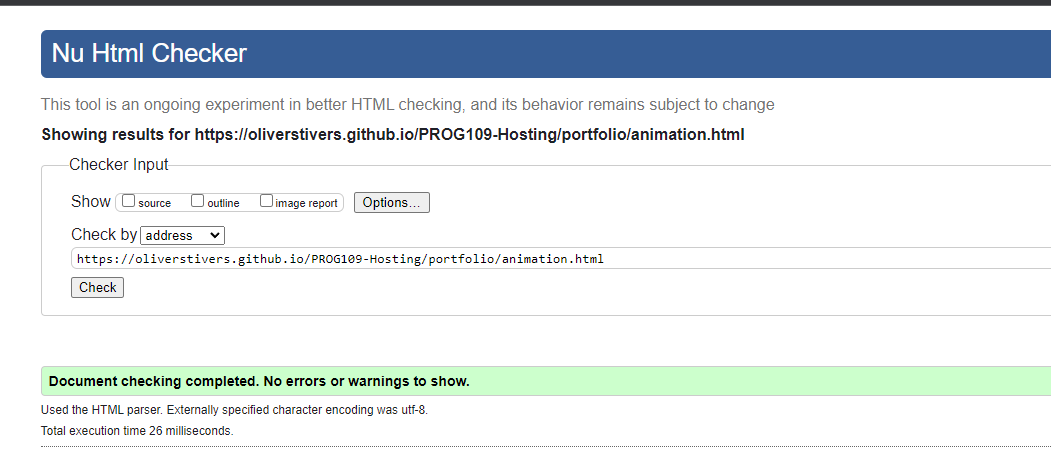 Nu Html Checker
This tool is an ongoing experiment in better HTML checking, and its behavior remains subject to change
Showing results for https://oliverstivers.github.io/PROG109-Hosting/portfolio/animation.html
Checker Input
Show source outline image report Options...
Check by address
https://oliverstivers.github.io/PROG109-Hosting/portfolio/animation.html
Check
Document checking completed. No errors or warnings to show.
Used the HTML parser. Externally specified character encoding was utf-8.
Total execution time 26 milliseconds.